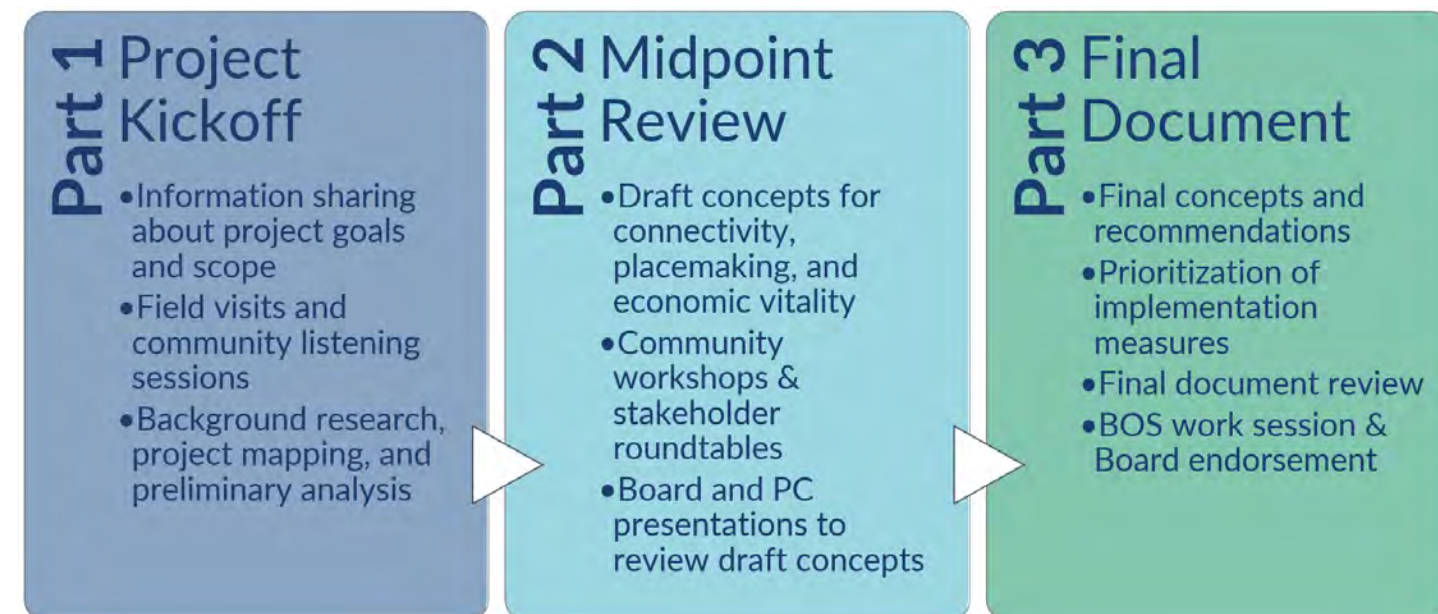 Part 1
Project
Kickoff
•Information sharing
about project goals
and scope
•Field visits and
community listening
sessions
•Background research,
project mapping, and
preliminary analysis
Part 2
Midpoint
Review
•Draft concepts for
connectivity,
placemaking, and
economic vitality
•Community
workshops &
stakeholder
roundtables
•Board and PC
presentations to
review draft concepts
Part 3
Final
Document
•Final concepts and
recommendations
•Prioritization of
implementation
measures
•Final document review
•BOS work session &
Board endorsement